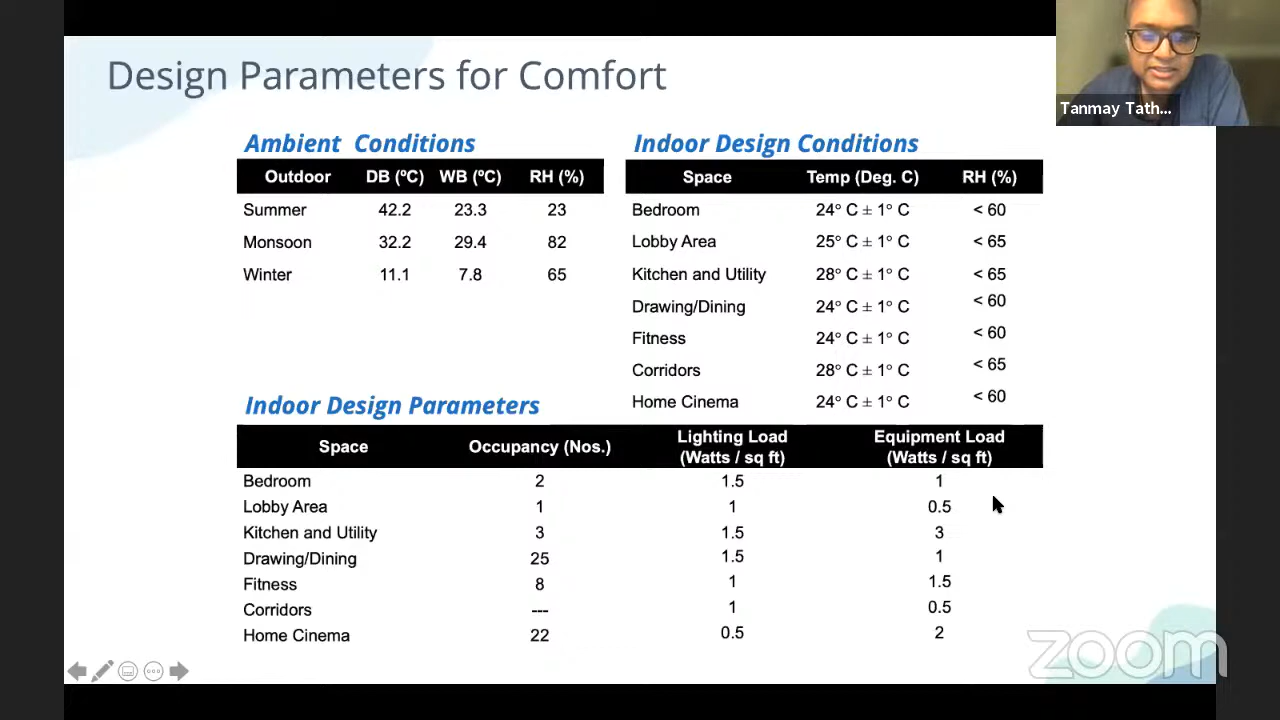 Design Parameters for Comfort
Tanmay Tath...
Ambient Conditions
Outdoor DB (ºC) WB (ºC) RH (%)
Summer 42.2 23.3 23
Monsoon 32.2 29.4 82
Winter 11.1 7.8 65
Indoor Design Conditions
Space Temp (Deg. C) RH (%)
Bedroom 24° C ± 1° C < 60
Lobby Area 25° C ± 1° C < 65
Kitchen and Utility 28° C ± 1° C < 65
Drawing/Dining 24° C ± 1° C < 60
Fitness 24° C ± 1° C < 60
Corridors 28° C ± 1° C < 65
Home Cinema 24° C ± 1° C < 60
Indoor Design Parameters
Space Occupancy (Nos.) Lighting Load (Watts / sq ft) Equipment Load (Watts / sq ft)
Bedroom 2 1.5 1
Lobby Area 1 1 0.5
Kitchen and Utility 3 1.5 3
Drawing/Dining 25 1.5 1
Fitness 8 1 1.5
Corridors --- 1 0.5
Home Cinema 22 0.5 2
zoom